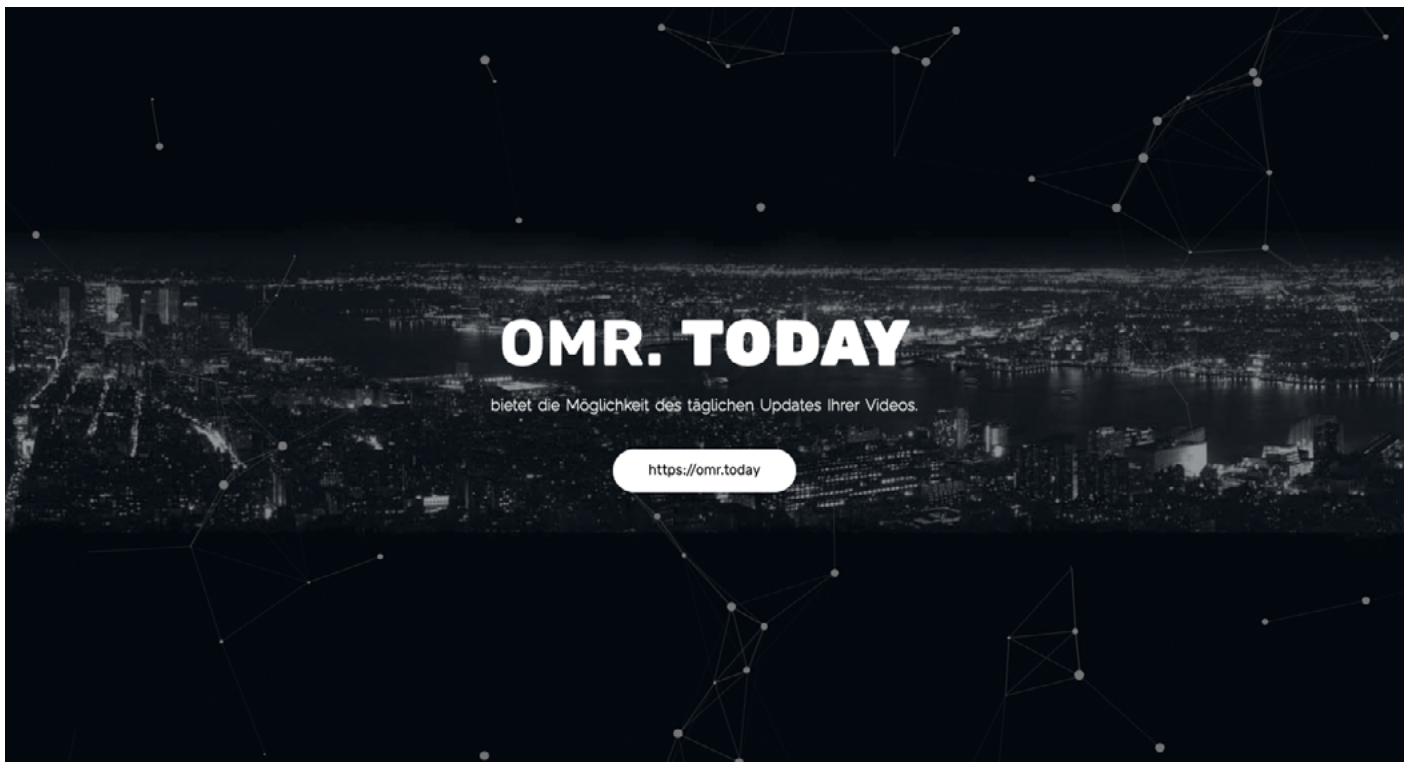 OMR. TODAY
bietet die Möglichkeit des täglichen Updates Ihrer Videos.
https://omr.today